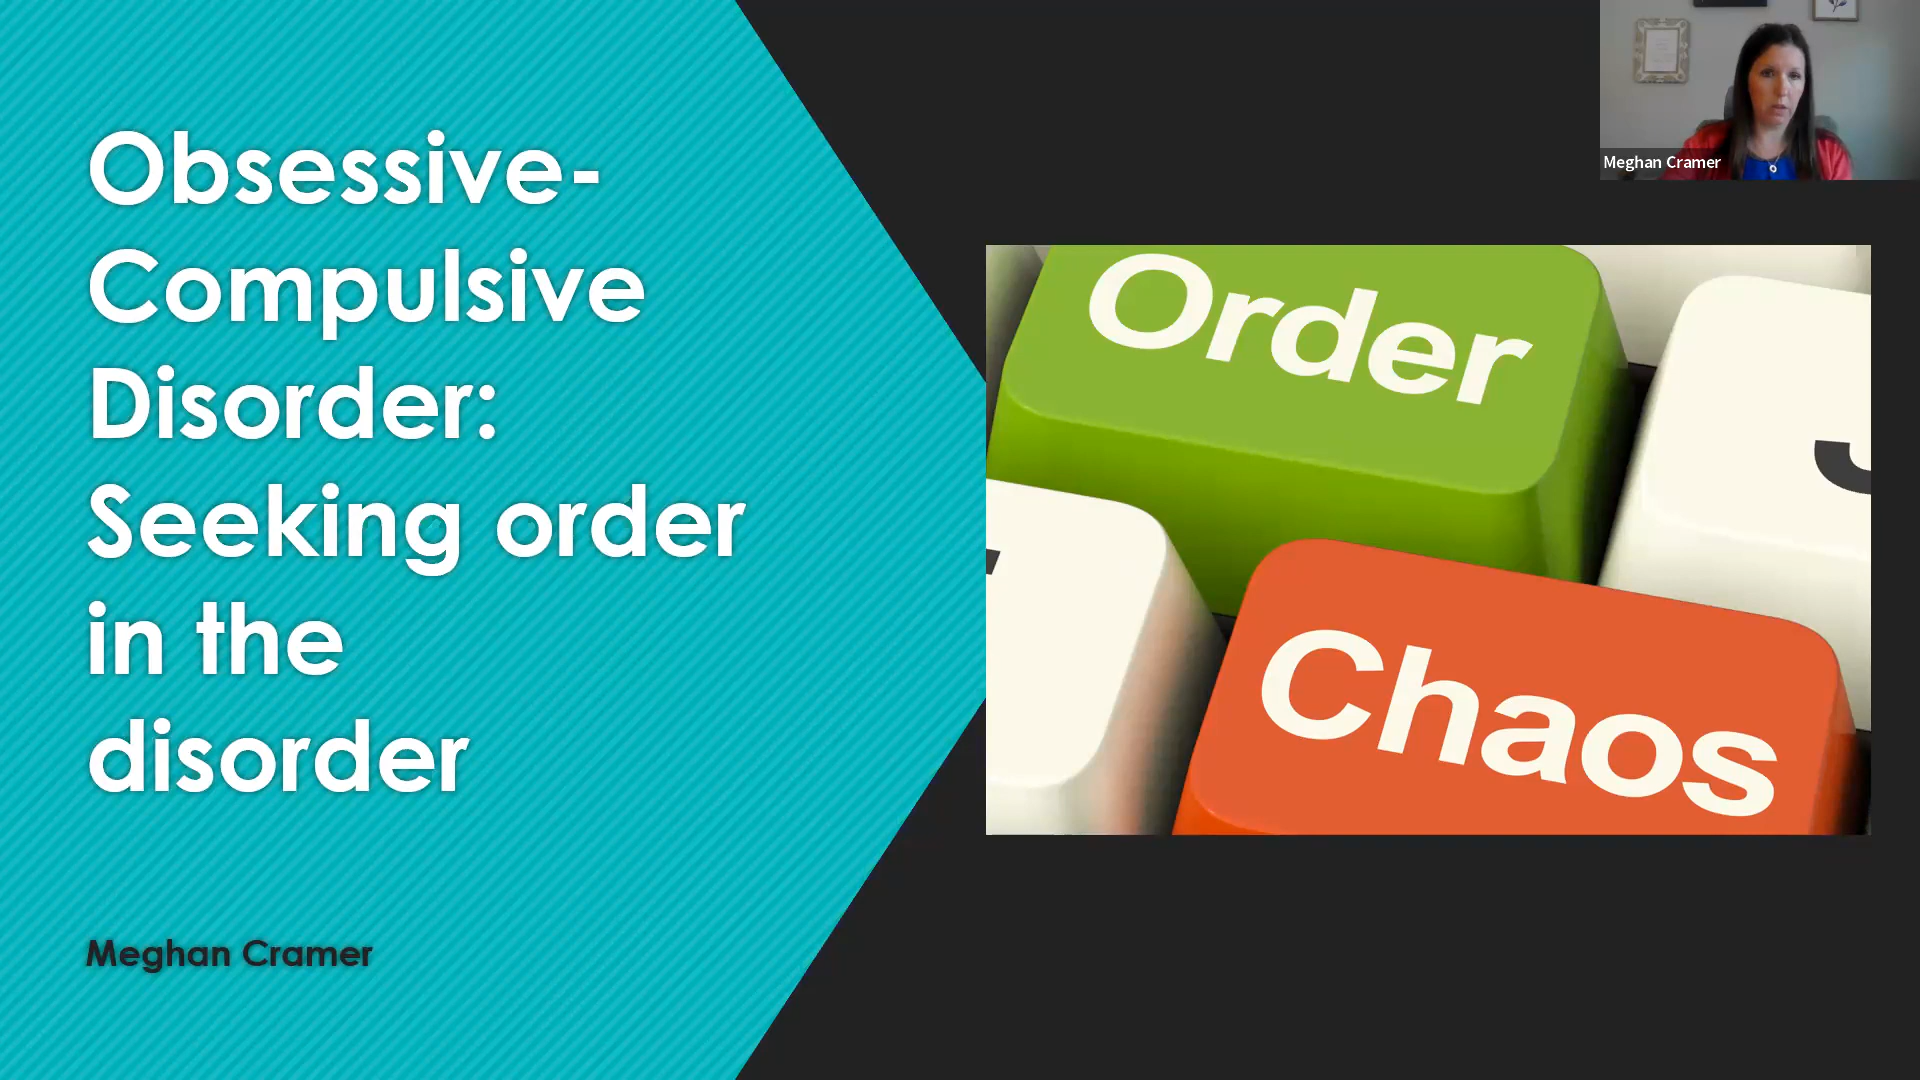 Obsessive-
Compulsive
Disorder:
Seeking order
in the
disorder
Meghan Cramer
Meghan Cramer
Order
Chaos